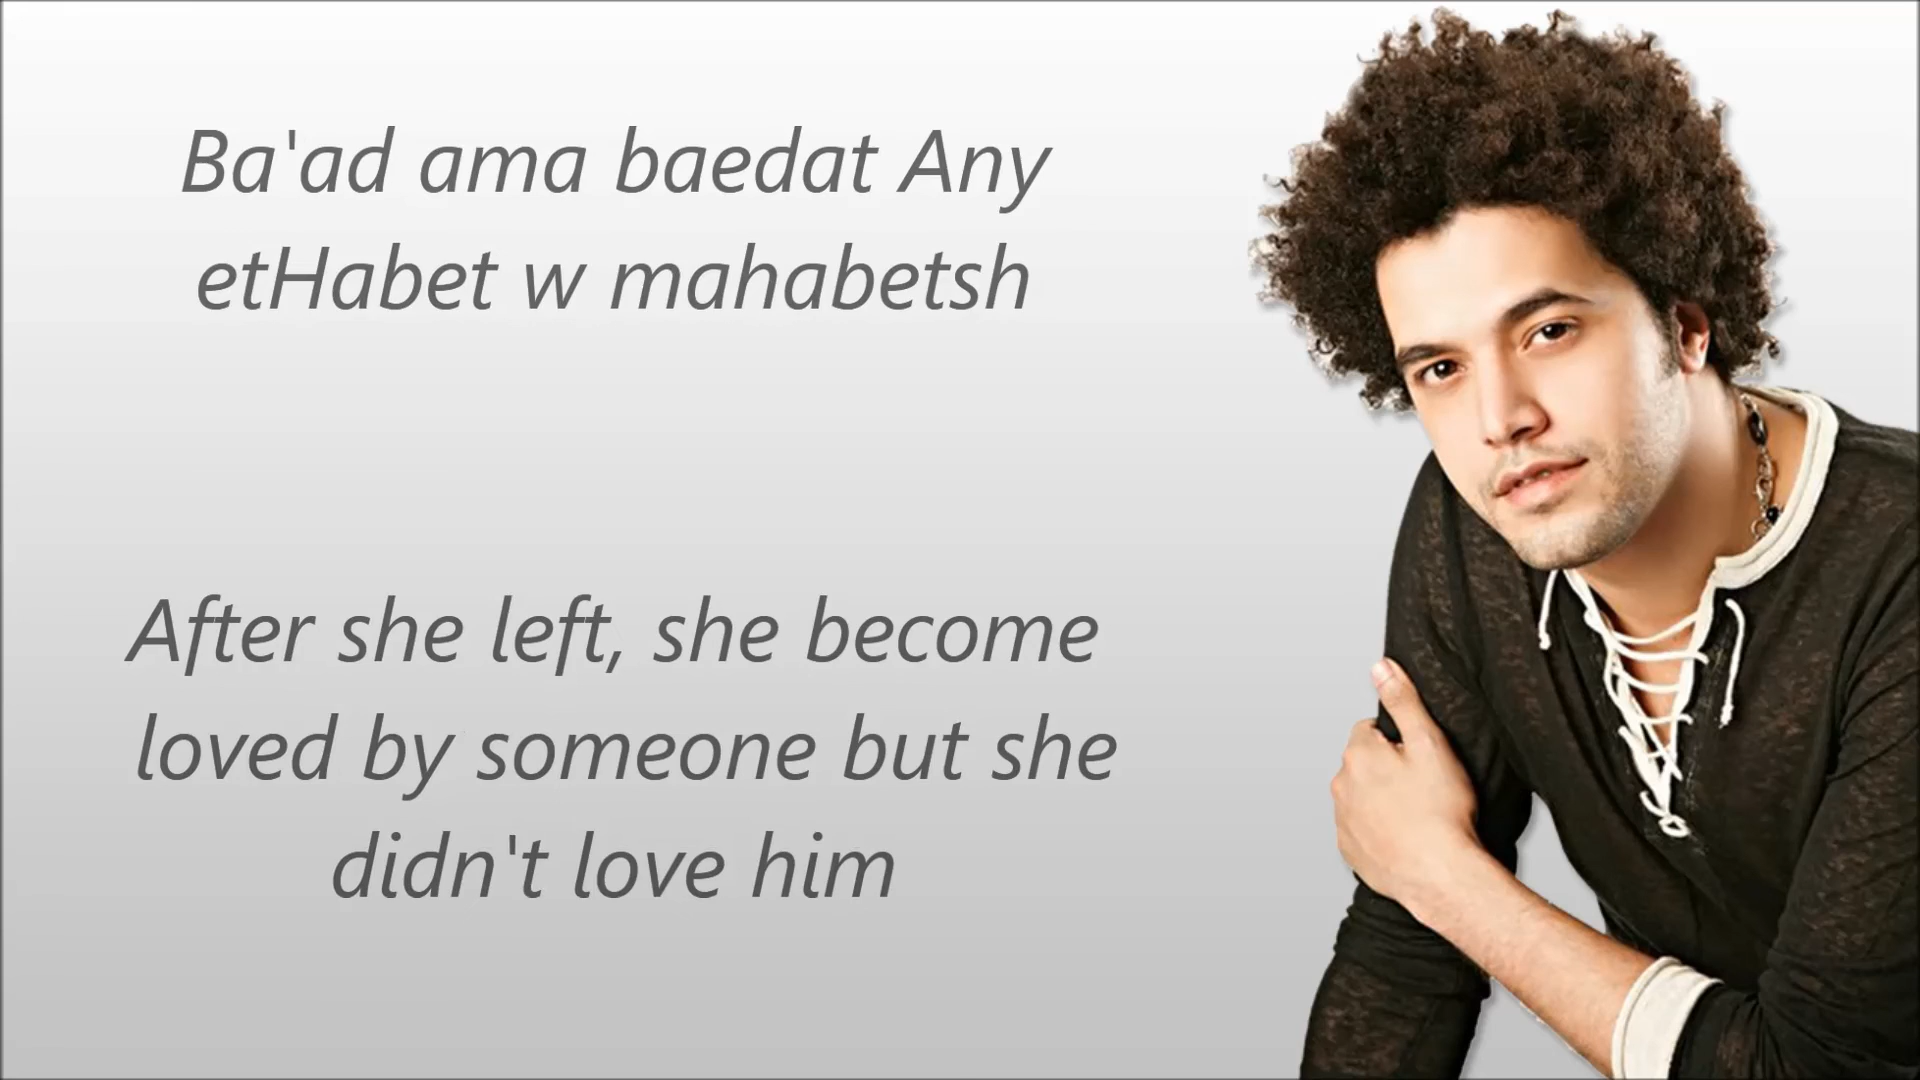 Ba'ad ama baedat Any
etHabet w mahabetsh
After she left, she become
loved by someone but she
didn't love him